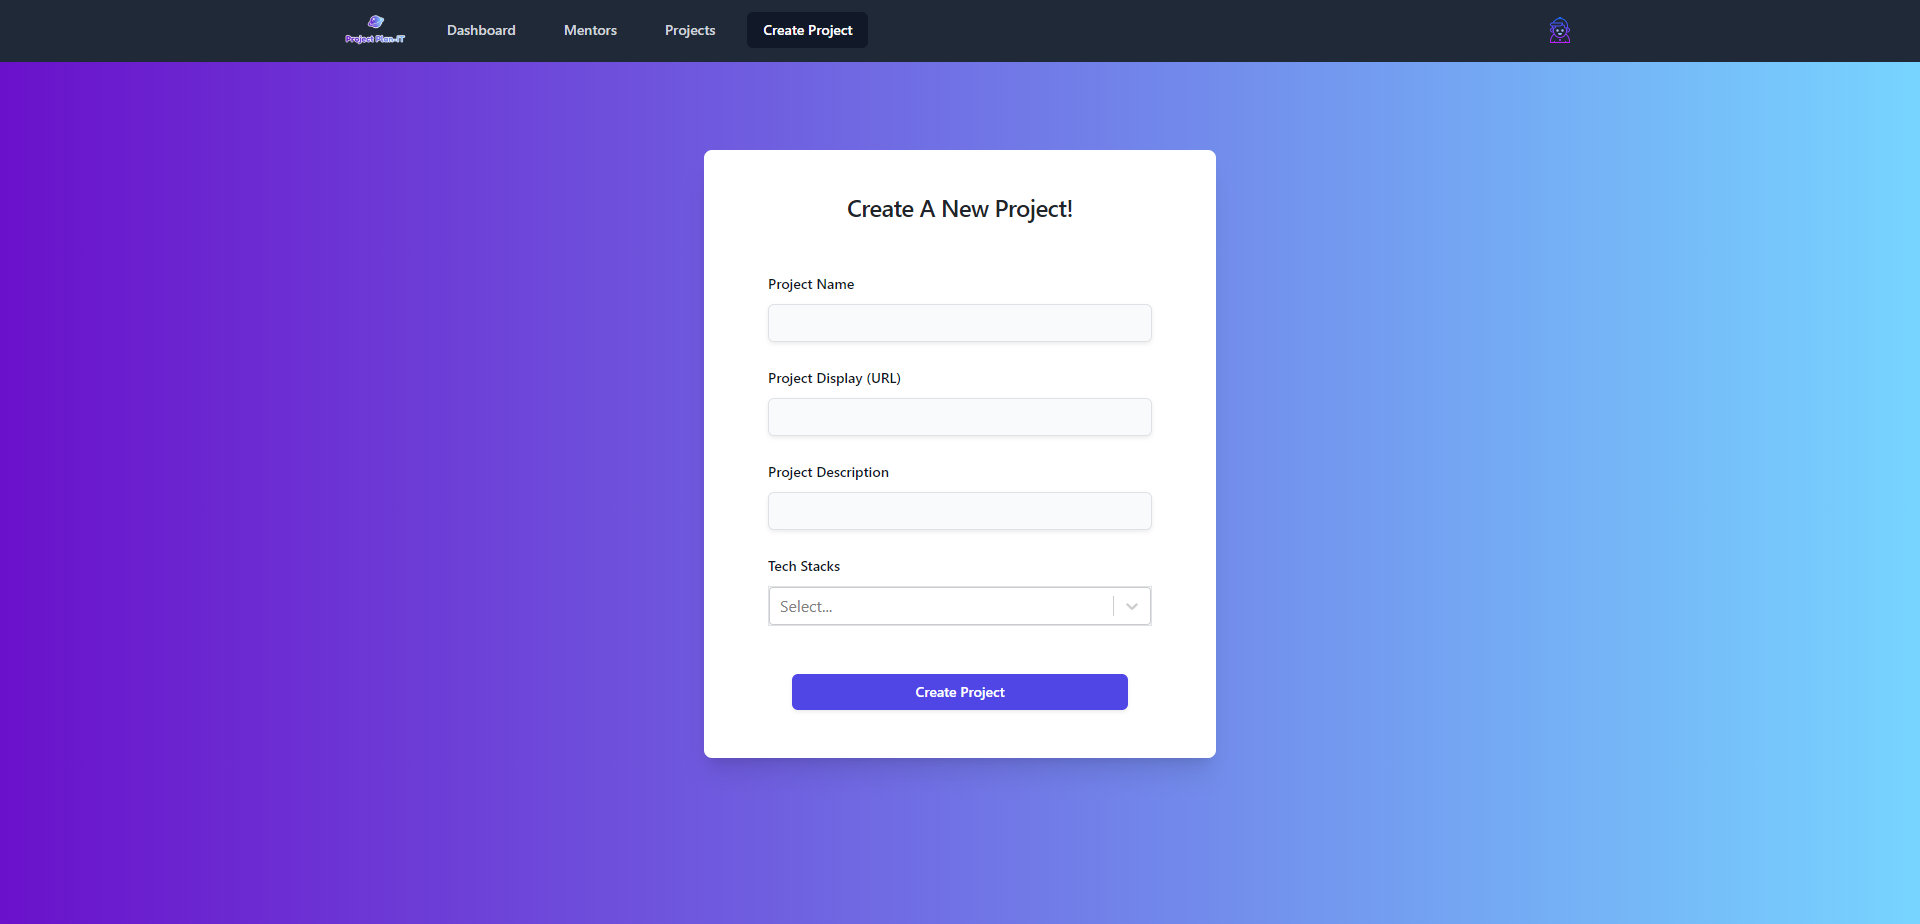 Project Plan-IT
Dashboard
Mentors
Projects
Create Project
Create A New Project!
Project Name
Project Display (URL)
Project Description
Tech Stacks
Select...
Create Project